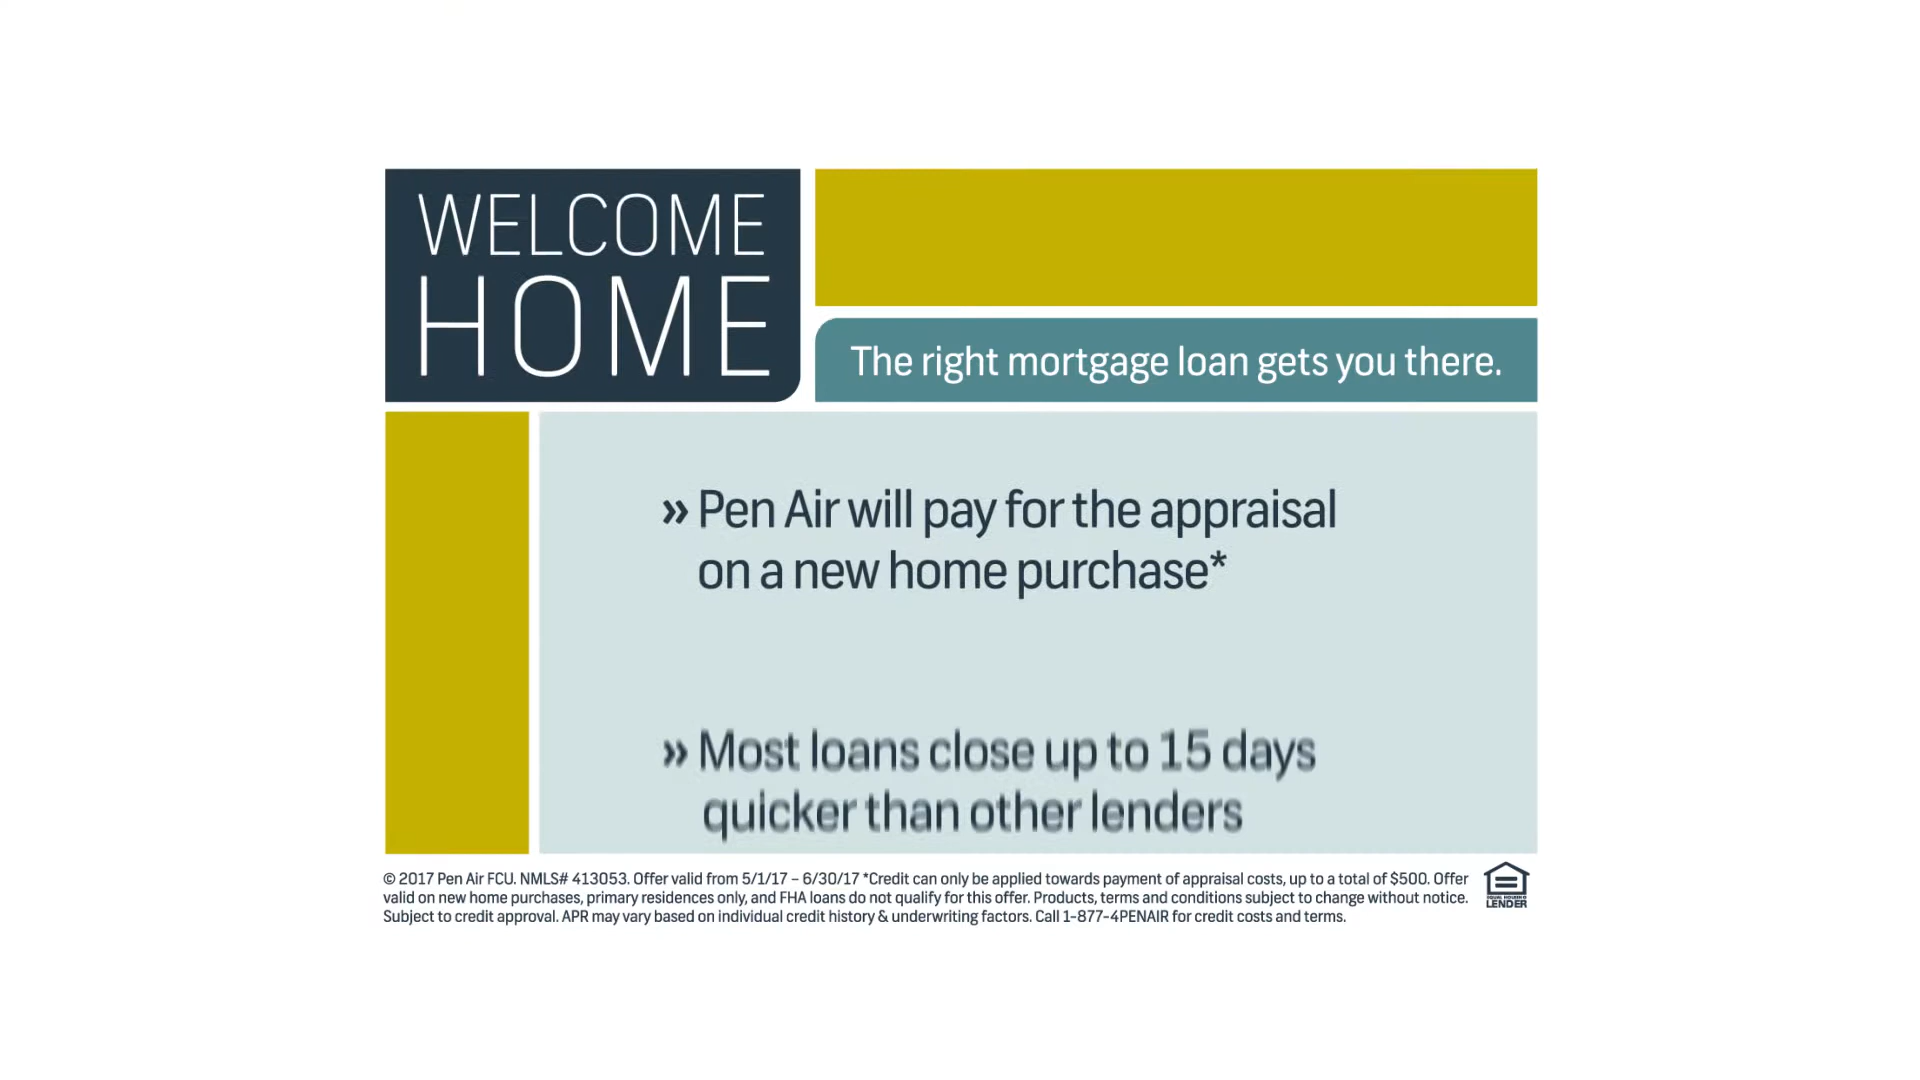 WELCOME
HOME
The right mortgage loan gets you there.
» Pen Air will pay for the appraisal
on a new home purchase*
» Most loans close up to 15 days
quicker than other lenders
© 2017 Pen Air FCU. NMLS# 413053. Offer valid from 5/1/17 – 6/30/17 *Credit can only be applied towards payment of appraisal costs, up to a total of $500. Offer
valid on new home purchases, primary residences only, and FHA loans do not qualify for this offer. Products, terms and conditions subject to change without notice.
Subject to credit approval. APR may vary based on individual credit history & underwriting factors. Call 1-877-4PENAIR for credit costs and terms.
EQUAL HOUSING
LENDER